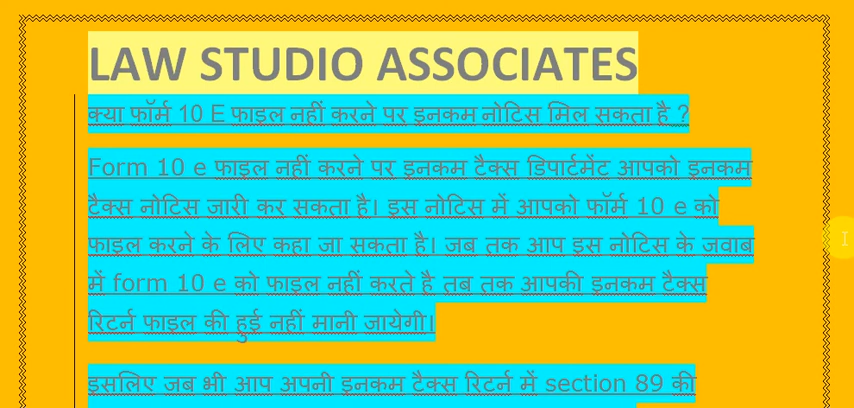 LAW STUDIO ASSOCIATES
क्या फॉर्म 10 E फाइल नहीं करने पर इनकम नोटिस मिल सकता है ?
Form 10 e फाइल नहीं करने पर इनकम टैक्स डिपार्टमेंट आपको इनकम
टैक्स नोटिस जारी कर सकता है। इस नोटिस में आपको फॉर्म 10 e को
फाइल करने के लिए कहा जा सकता है। जब तक आप इस नोटिस के जवाब
में form 10 e को फाइल नहीं करते है तब तक आपकी इनकम टैक्स
रिटर्न फाइल की हुई नहीं मानी जायेगी।
इसलिए जब भी आप अपनी इनकम टैक्स रिटर्न में section 89 की